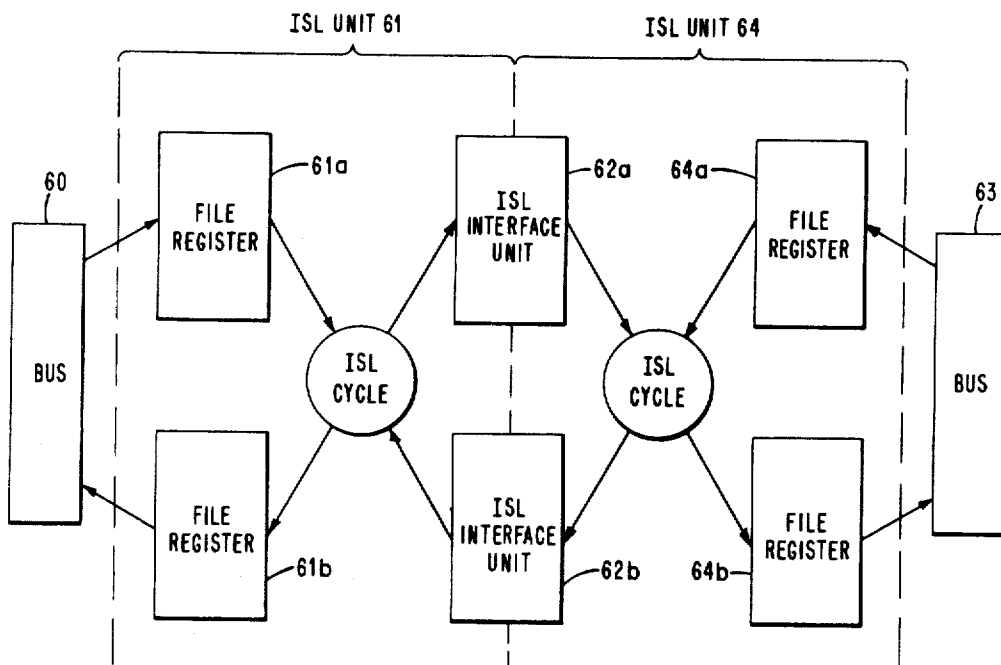 ISL UNIT 61
ISL UNIT 64
60
61a
62a
64a
63
FILE
REGISTER
ISL
INTERFACE
UNIT
FILE
REGISTER
BUS
ISL
CYCLE
ISL
CYCLE
BUS
FILE
REGISTER
ISL
INTERFACE
UNIT
FILE
REGISTER
61b
62b
64b